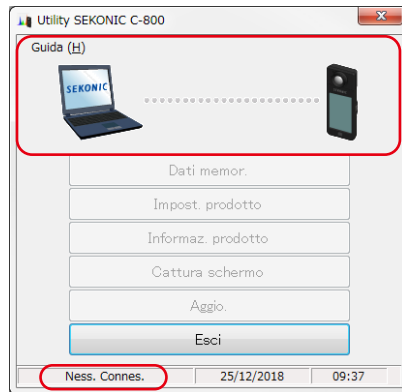 Utility SEKONIC C-800
Guida (H)
SEKONIC
Dati memor.
Impost. prodotto
Informaz. prodotto
Cattura schermo
Aggio.
Esci
Ness. Connes. 25/12/2018 09:37